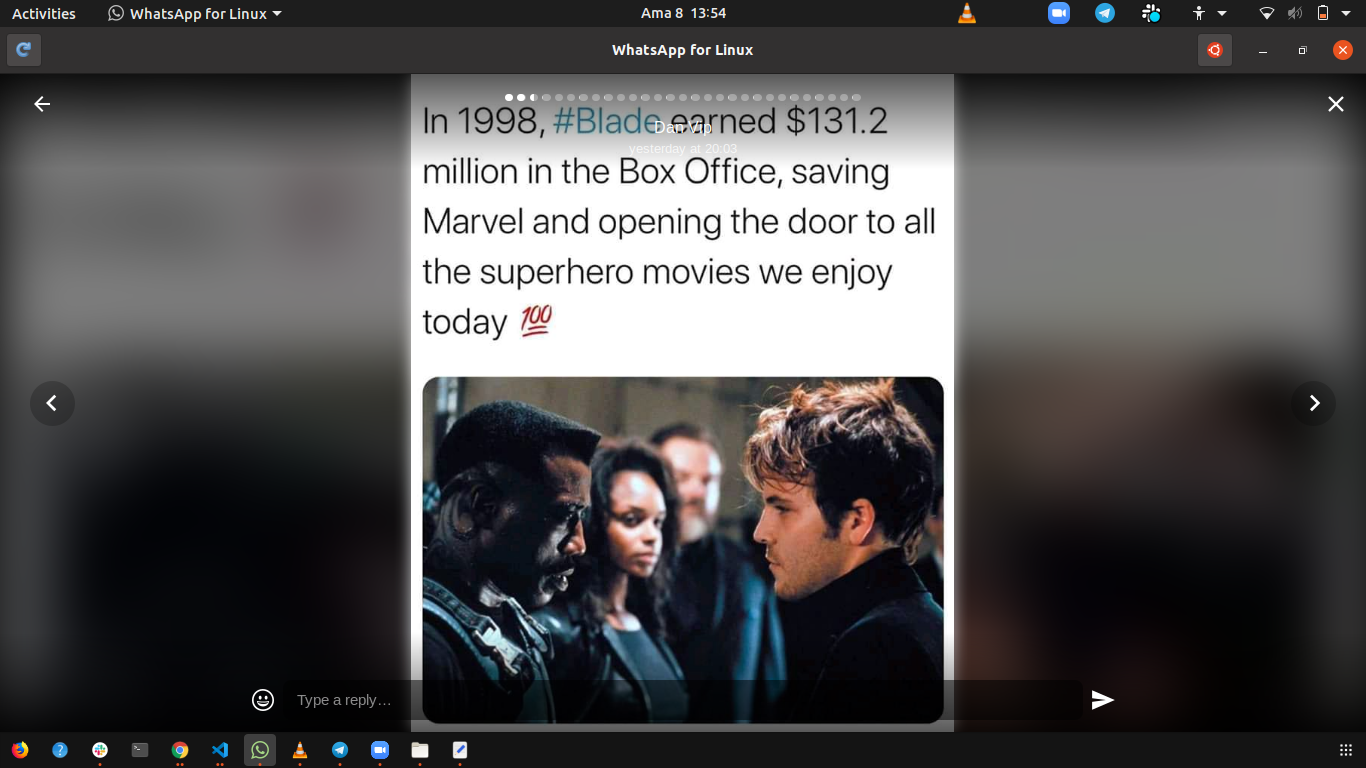 Activities
WhatsApp for Linux
Ama 8 13:54
WhatsApp for Linux
In 1998, #Blade earned $131.2
Dan Vip
yesterday at 20:03
million in the Box Office, saving
Marvel and opening the door to all
the superhero movies we enjoy
today 💯
Type a reply…